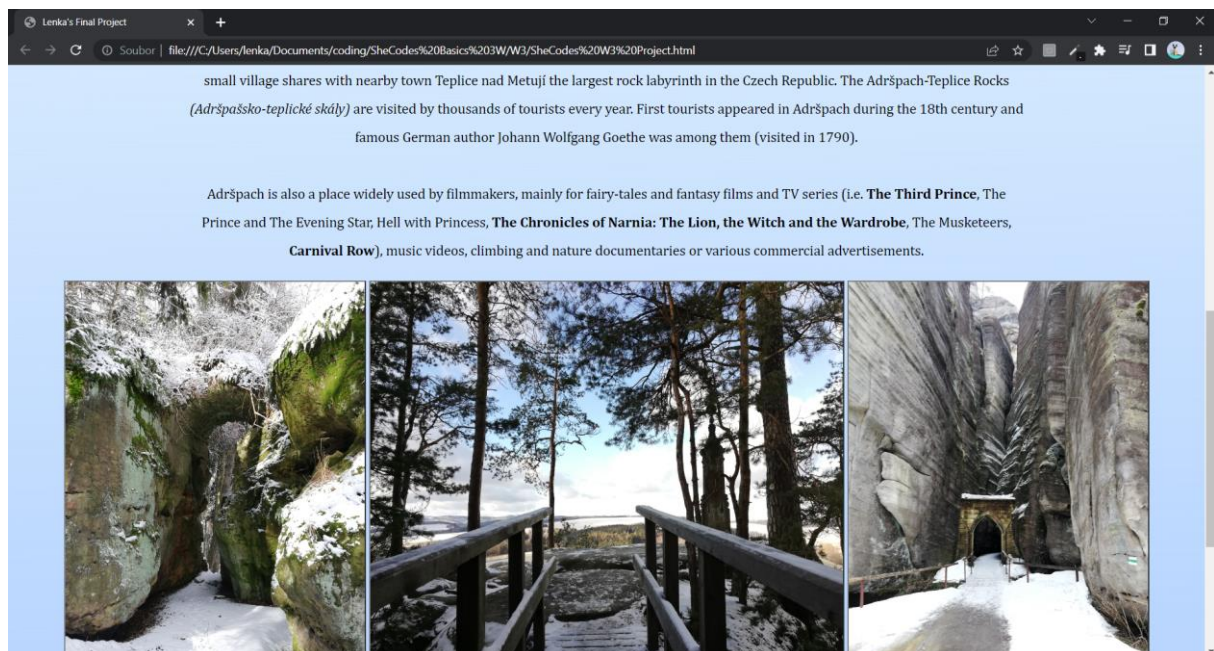 Lenka's Final Project
Soubor | file:///C:/Users/lenka/Documents/coding/SheCodes%20Basics%203W/W3/SheCodes%20W3%20Project.html
small village shares with nearby town Teplice nad Metují the largest rock labyrinth in the Czech Republic. The Adršpach-Teplice Rocks
(Adršpašsko-teplické skály) are visited by thousands of tourists every year. First tourists appeared in Adršpach during the 18th century and
famous German author Johann Wolfgang Goethe was among them (visited in 1790).
Adršpach is also a place widely used by filmmakers, mainly for fairy-tales and fantasy films and TV series (i.e. The Third Prince, The
Prince and The Evening Star, Hell with Princess, The Chronicles of Narnia: The Lion, the Witch and the Wardrobe, The Musketeers,
Carnival Row), music videos, climbing and nature documentaries or various commercial advertisements.